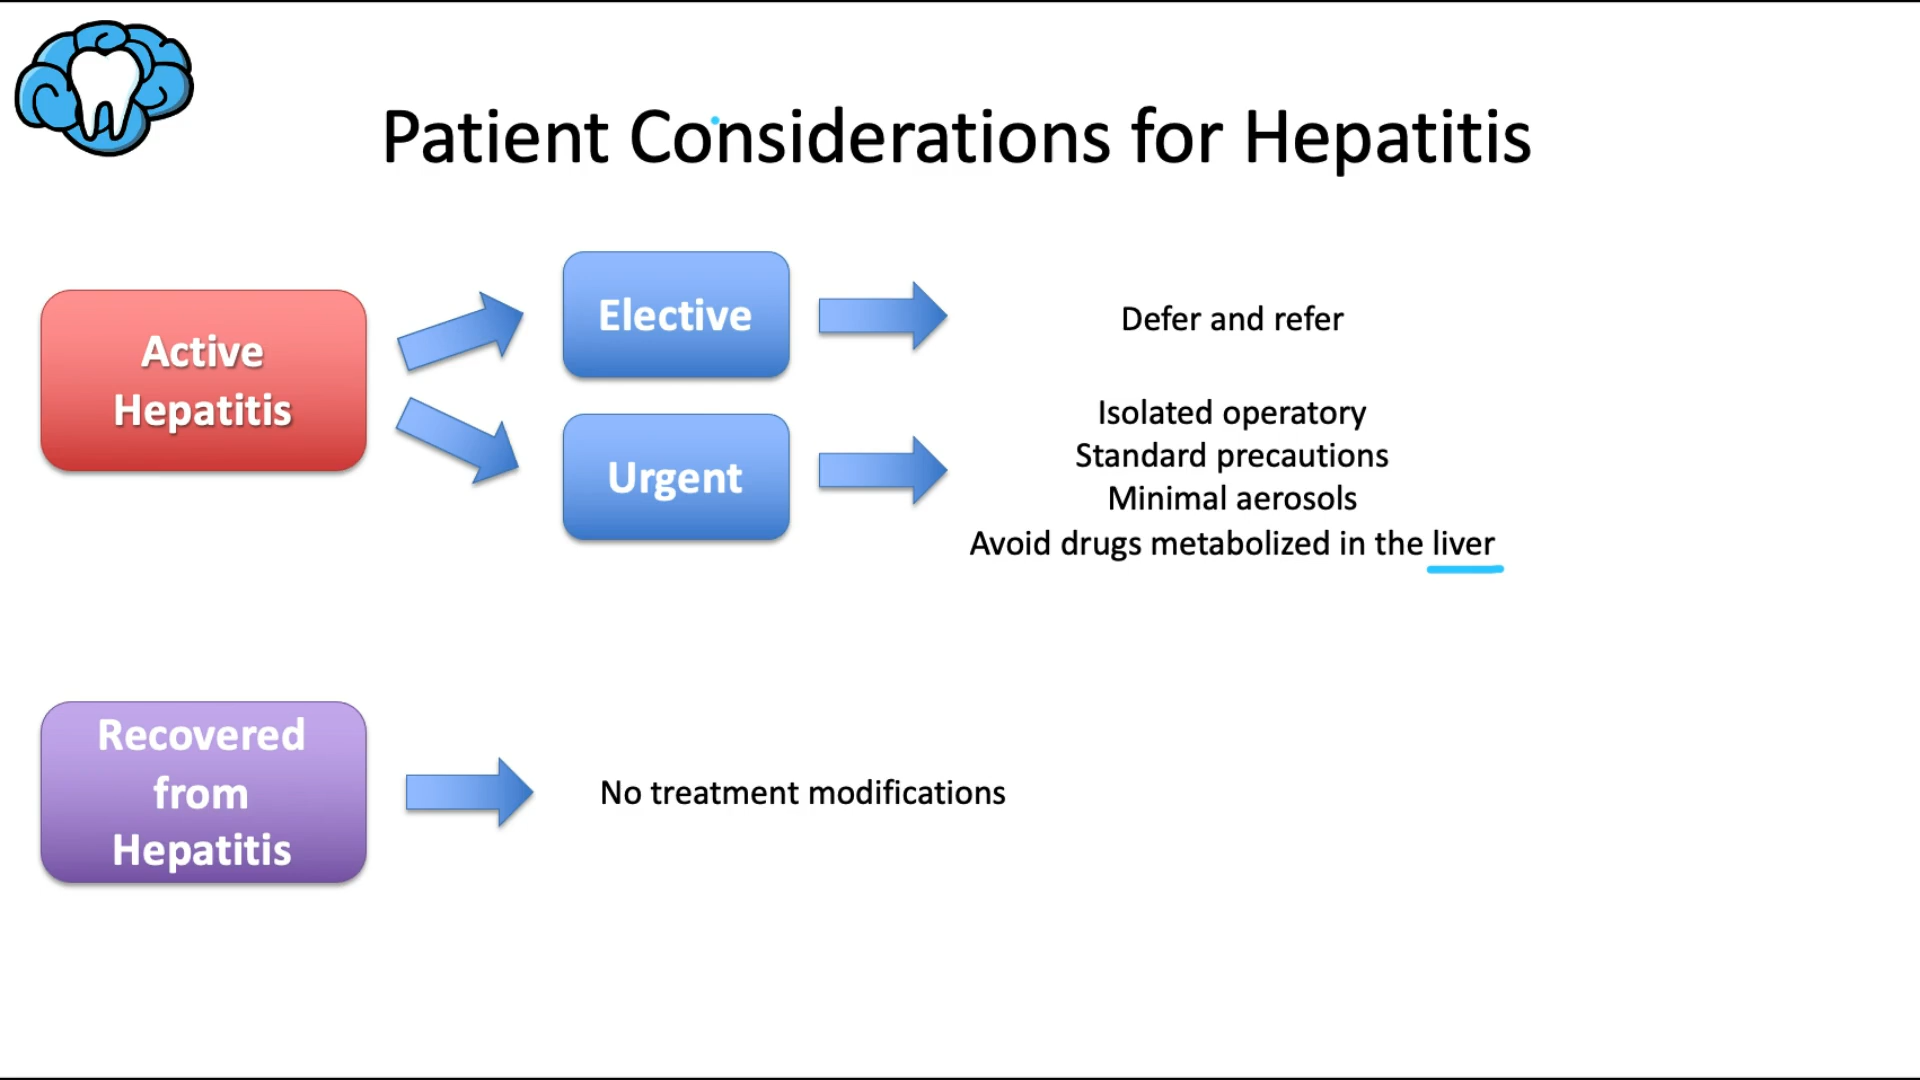 Patient Considerations for Hepatitis
Active
Hepatitis
Elective
Defer and refer
Urgent
Isolated operatory
Standard precautions
Minimal aerosols
Avoid drugs metabolized in the liver
Recovered
from
Hepatitis
No treatment modifications